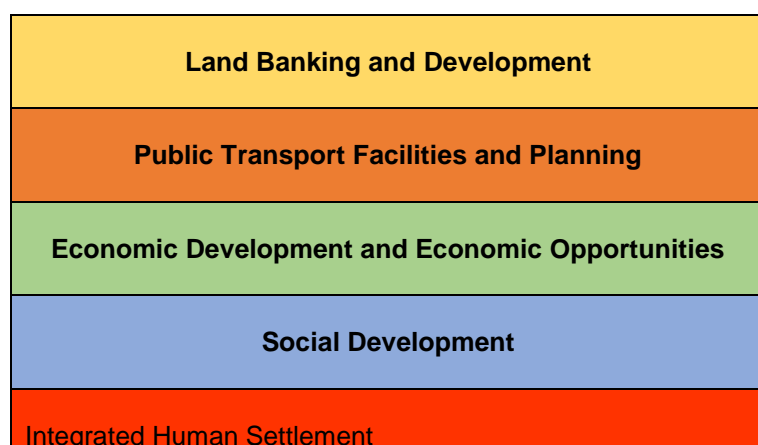 Land Banking and Development
Public Transport Facilities and Planning
Economic Development and Economic Opportunities
Social Development
Integrated Human Settlement